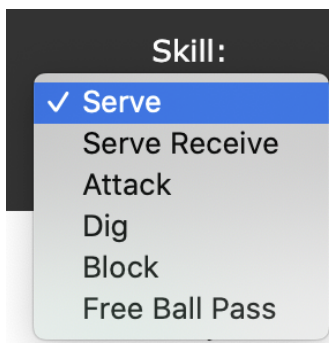 Skill:
✓ Serve
Serve Receive
Attack
Dig
Block
Free Ball Pass